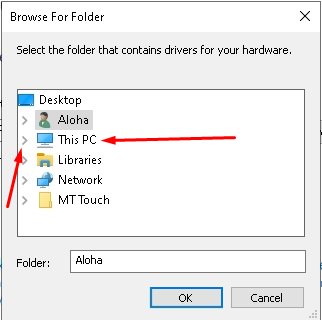 Browse For Folder
Select the folder that contains drivers for your hardware.
Desktop
Aloha
This PC
Libraries
Network
MT Touch
Folder: Aloha
OK Cancel